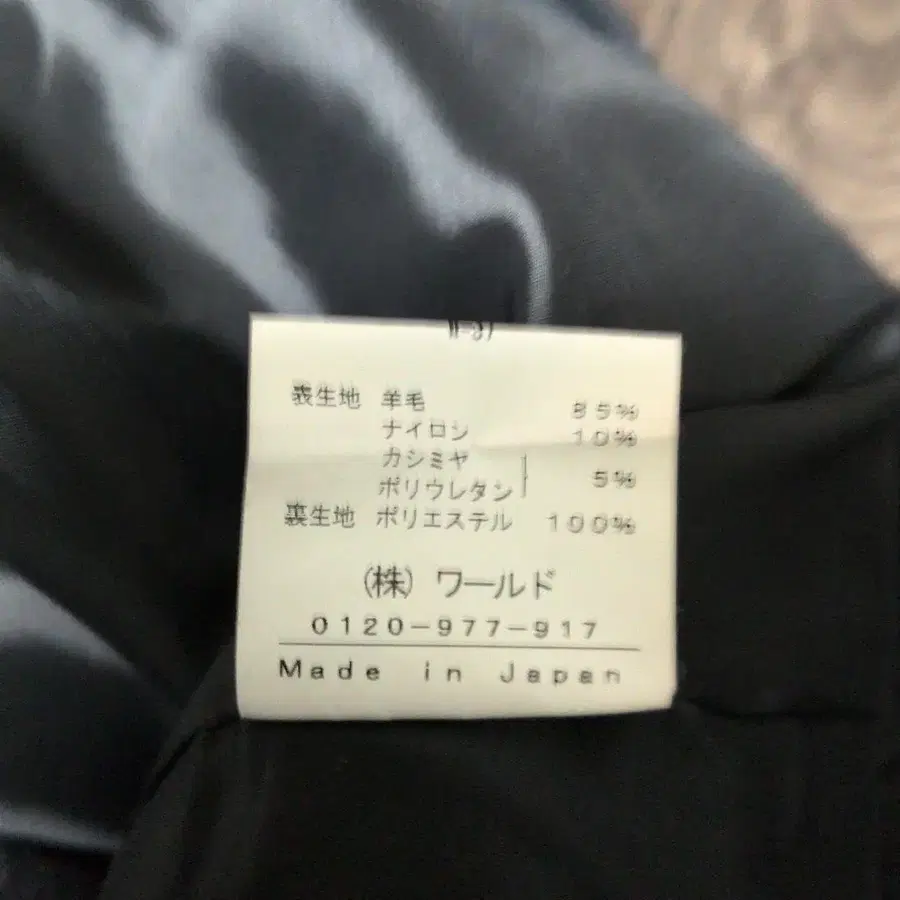 表生地 羊毛 85%
ナイロン 10%
カシミヤ
ポリウレタン 5%
裏生地 ポリエステル 100%
(株) ワールド
0120-977-917
Made in Japan